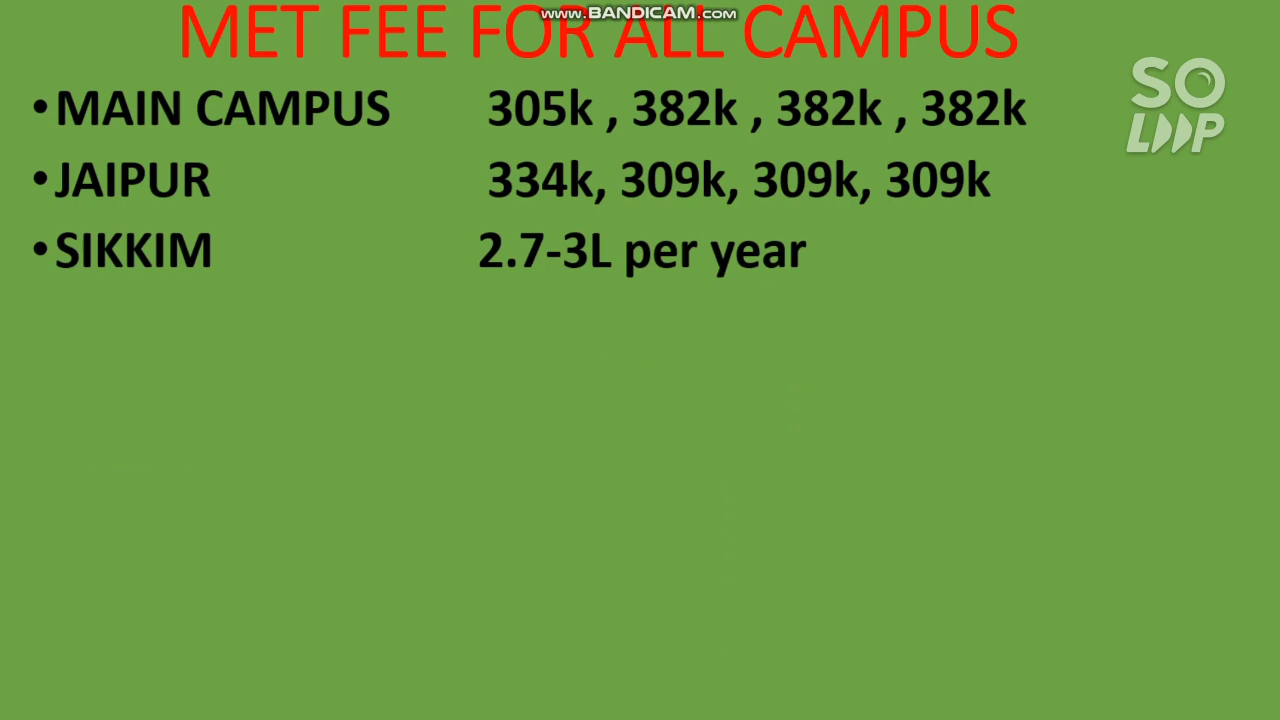 www.BANDICAM.com
MET FEE FOR ALL CAMPUS
SO
LOOP
• MAIN CAMPUS 305k , 382k , 382k , 382k
• JAIPUR 334k, 309k, 309k, 309k
• SIKKIM 2.7-3L per year